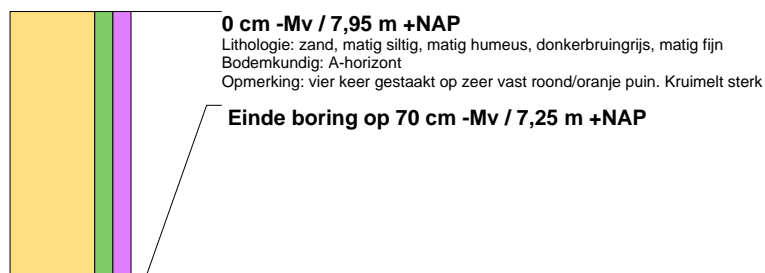 0 cm -Mv / 7,95 m +NAP
Lithologie: zand, matig siltig, matig humeus, donkerbruingrijs, matig fijn
Bodemkundig: A-horizont
Opmerking: vier keer gestaakt op zeer vast roond/oranje puin. Kruimelt sterk
Einde boring op 70 cm -Mv / 7,25 m +NAP